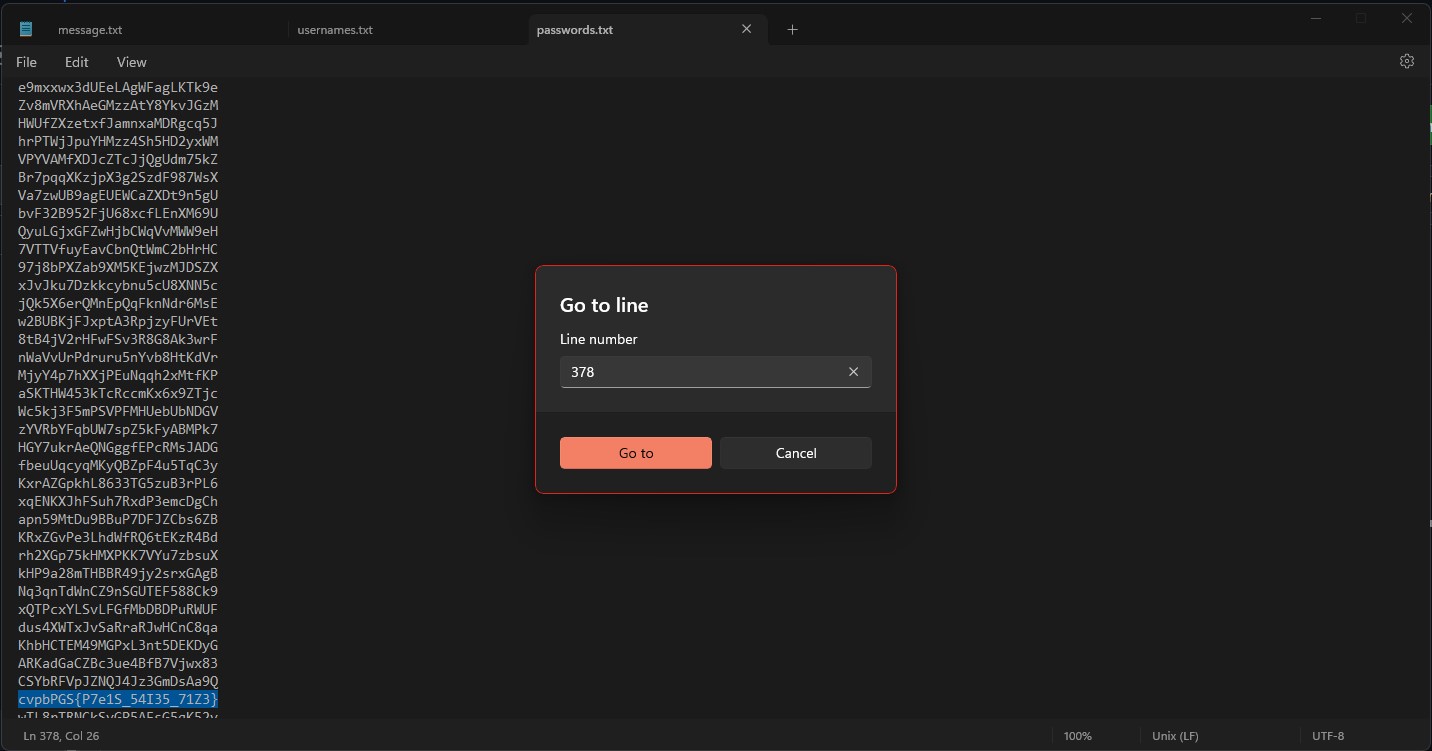 message.txt
usernames.txt
passwords.txt
File Edit View
e9mxxwx3dUEeLAgWFagLKTk9e
Zv8mVRXhAeGMzzAtY8YkvJGzM
HWUfZXzetxfJamnxaMDRgcq5J
hrPTWjJpuYHMzz4Sh5HD2yxWM
VPYVAMfXDJcZTcJjQgUdm75kZ
Br7pqqXKzjpX3g2SzdF987WsX
Va7zwUB9agEUEWCaZXDt9n5gU
bvF32B952FjU68xcfLEnXM69U
QyuLGjxGFZwHjbCWqVvMWW9eH
7VTTVfuyEavCbnQtWmC2bHrHC
97j8bPXZab9XM5KEjwzMJDSZX
xJvJku7Dzkkcybnu5cU8XNN5c
jQk5X6erQMnEpQqFknNdr6MsE
w2BUBKjFJxptA3RpjzyFUrVEt
8tB4jV2rHFwFSv3R8G8Ak3wrF
nWaVvUrPdruru5nYvb8HtKdVr
MjyY4p7hXXjPEuNqqh2xMtfKP
aSKTHW453kTcRccmKx6x9ZTjc
Wc5kj3F5mPSVPFMHUebUbNDGV
zYVRbYFqbUW7spZ5kFyABMPk7
HGY7ukrAeQNGggfEPcRMsJADG
fbeuUqcyqMKyQBZpF4u5TqC3y
KxrAZGpkhL8633TG5zuB3rPL6
xqENKXJhFSuh7RxdP3emcDgCh
apn59MtDu9BBuP7DFJZCbs6ZB
KRxZGvPe3LhdWfRQ6tEKzR4Bd
rh2XGp75kHMXPKK7VYu7zbsuX
kHP9a28mTHBBR49jy2srxGAgB
Nq3qnTdWnCZ9nSGUTEF588Ck9
xQTPcxYLSvLFGfMbDBDPuRWUF
dus4XWTxJvSaRraRJwHCnC8qa
KhbHCTEM49MGPxL3nt5DEKDyG
ARKadGaCZBc3ue4BfB7Vjwx83
CSYbRFVpJZNQJ4Jz3GmDsAa9Q
cvpbPGS{P7e1S_54I35_71Z3}
Go to line
Line number
378
Go to Cancel
Ln 378, Col 26
100%
Unix (LF)
UTF-8